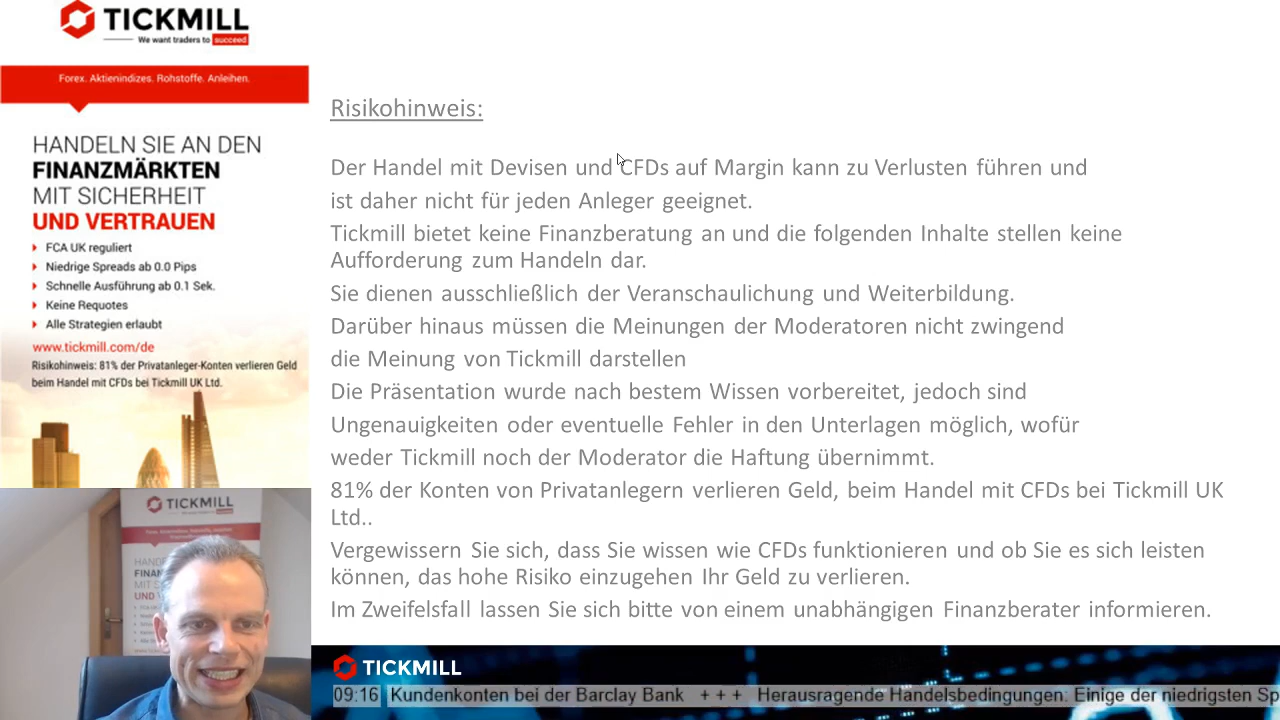 TICKMILL
We want traders to succeed
Forex. Aktienindizes. Rohstoffe. Anleihen.
HANDELN SIE AN DEN
FINANZMÄRKTEN
MIT SICHERHEIT
UND VERTRAUEN
FCA UK reguliert
Niedrige Spreads ab 0.0 Pips
Schnelle Ausführung ab 0.1 Sek.
Keine Requotes
Alle Strategien erlaubt
www.tickmill.com/de
Risikohinweis: 81% der Privatanleger-Konten verlieren Geld
beim Handel mit CFDs bei Tickmill UK Ltd.
Risikohinweis:
Der Handel mit Devisen und CFDs auf Margin kann zu Verlusten führen und
ist daher nicht für jeden Anleger geeignet.
Tickmill bietet keine Finanzberatung an und die folgenden Inhalte stellen keine
Aufforderung zum Handeln dar.
Sie dienen ausschließlich der Veranschaulichung und Weiterbildung.
Darüber hinaus müssen die Meinungen der Moderatoren nicht zwingend
die Meinung von Tickmill darstellen
Die Präsentation wurde nach bestem Wissen vorbereitet, jedoch sind
Ungenauigkeiten oder eventuelle Fehler in den Unterlagen möglich, wofür
weder Tickmill noch der Moderator die Haftung übernimmt.
81% der Konten von Privatanlegern verlieren Geld, beim Handel mit CFDs bei Tickmill UK
Ltd..
Vergewissern Sie sich, dass Sie wissen wie CFDs funktionieren und ob Sie es sich leisten
können, das hohe Risiko einzugehen Ihr Geld zu verlieren.
Im Zweifelsfall lassen Sie sich bitte von einem unabhängigen Finanzberater informieren.
TICKMILL
HAND
FINAN
MIT S
UND
TICKMILL
09:16 Kundenkonten bei der Barclay Bank + + + Herausragende Handelsbedingungen: Einige der niedrigsten Sp